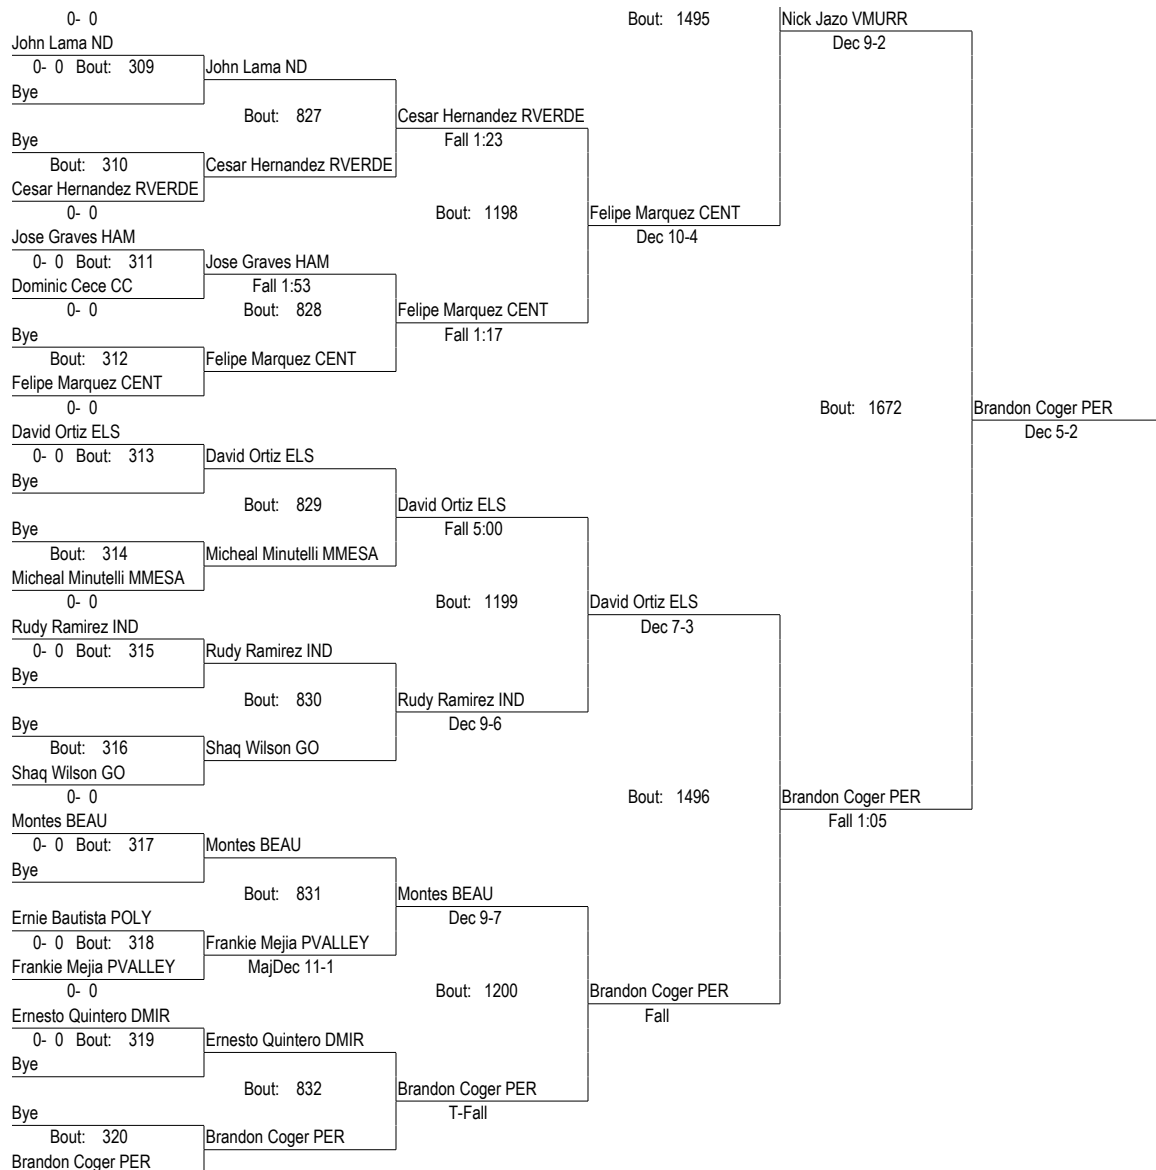 0- 0 Bout: 1495 Nick Jazo VMURR
John Lama ND Dec 9-2
0- 0 Bout: 309 John Lama ND
Bye
Bout: 827 Cesar Hernandez RVERDE
Bye Fall 1:23
Bout: 310 Cesar Hernandez RVERDE
Cesar Hernandez RVERDE
0- 0 Bout: 1198 Felipe Marquez CENT
Jose Graves HAM Dec 10-4
0- 0 Bout: 311 Jose Graves HAM
Dominic Cece CC Fall 1:53
0- 0 Bout: 828 Felipe Marquez CENT
Bye Fall 1:17
Bout: 312 Felipe Marquez CENT
Felipe Marquez CENT
0- 0 Bout: 1672 Brandon Coger PER
David Ortiz ELS Dec 5-2
0- 0 Bout: 313 David Ortiz ELS
Bye
Bout: 829 David Ortiz ELS
Bye Fall 5:00
Bout: 314 Micheal Minutelli MMESA
Micheal Minutelli MMESA
0- 0 Bout: 1199 David Ortiz ELS
Rudy Ramirez IND Dec 7-3
0- 0 Bout: 315 Rudy Ramirez IND
Bye
Bout: 830 Rudy Ramirez IND
Bye Dec 9-6
Bout: 316 Shaq Wilson GO
Shaq Wilson GO
0- 0 Bout: 1496 Brandon Coger PER
Montes BEAU Fall 1:05
0- 0 Bout: 317 Montes BEAU
Bye
Bout: 831 Montes BEAU
Ernie Bautista POLY Dec 9-7
0- 0 Bout: 318 Frankie Mejia PVALLEY
Frankie Mejia PVALLEY MajDec 11-1
0- 0 Bout: 1200 Brandon Coger PER
Ernesto Quintero DMIR Fall
0- 0 Bout: 319 Ernesto Quintero DMIR
Bye
Bout: 832 Brandon Coger PER
Bye T-Fall
Bout: 320 Brandon Coger PER
Brandon Coger PER